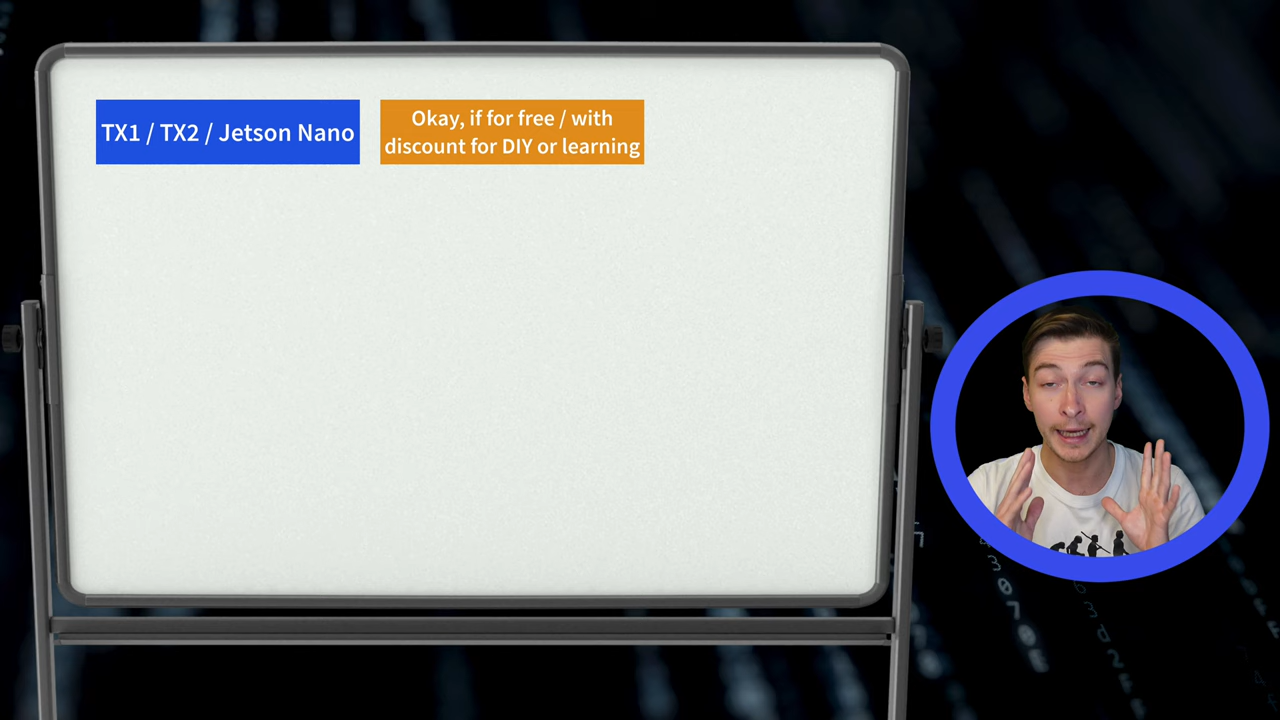 TX1 / TX2 / Jetson Nano
Okay, if for free / with
discount for DIY or learning